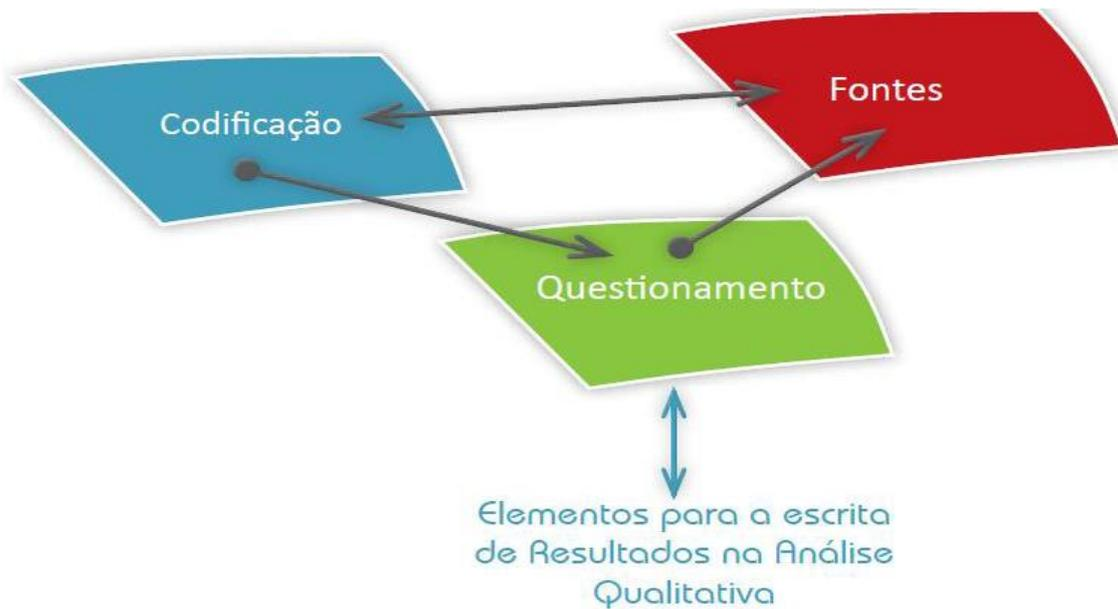 Fontes
Codificação
Questionamento
Elementos para a escrita
de Resultados na Análise
Qualitativa